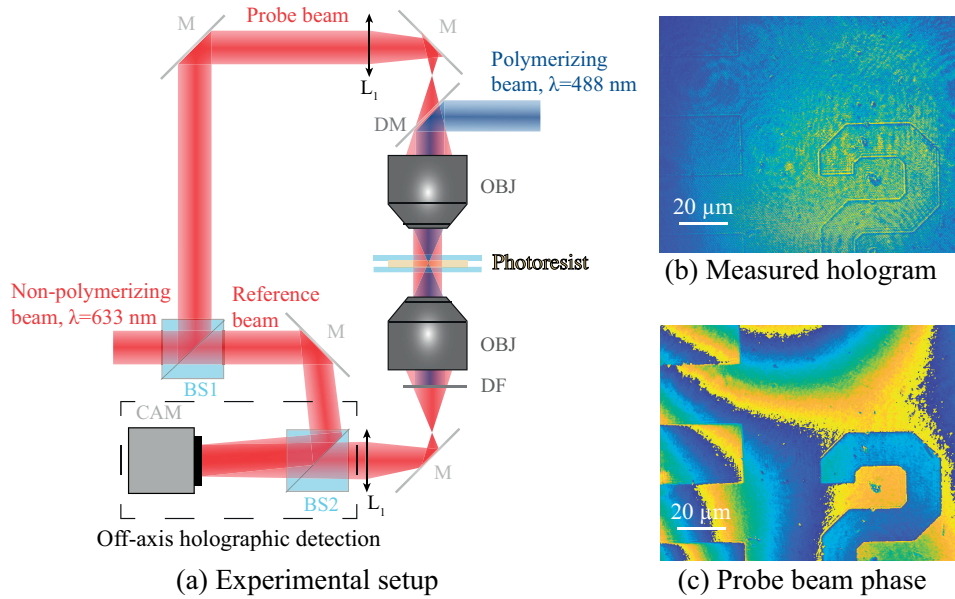 Probe beam
M
M
L1
Polymerizing
beam, λ=488 nm
DM
OBJ
Photoresist
Non-polymerizing
beam, λ=633 nm
Reference
beam
M
OBJ
BS1
DF
CAM
M
BS2
L1
Off-axis holographic detection
(a) Experimental setup
20 µm
(b) Measured hologram
20 µm
(c) Probe beam phase